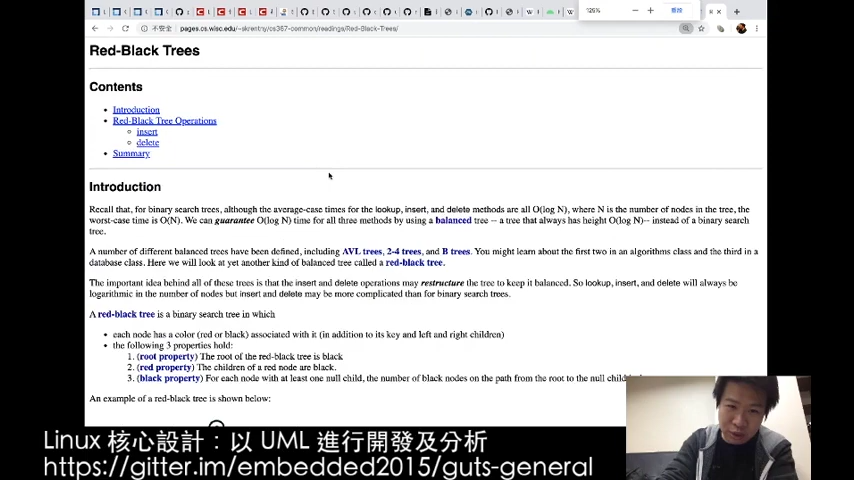 125%
重設
不安全 | pages.cs.wisc.edu/~skrentny/cs367-common/readings/Red-Black-Trees/
Red-Black Trees
Contents
Introduction
Red-Black Tree Operations
insert
delete
Summary
Introduction
Recall that, for binary search trees, although the average-case times for the lookup, insert, and delete methods are all O(log N), where N is the number of nodes in the tree, the
worst-case time is O(N). We can guarantee O(log N) time for all three methods by using a balanced tree -- a tree that always has height O(log N)-- instead of a binary search
tree.
A number of different balanced trees have been defined, including AVL trees, 2-4 trees, and B trees. You might learn about the first two in an algorithms class and the third in a
database class. Here we will look at yet another kind of balanced tree called a red-black tree.
The important idea behind all of these trees is that the insert and delete operations may restructure the tree to keep it balanced. So lookup, insert, and delete will always be
logarithmic in the number of nodes but insert and delete may be more complicated than for binary search trees.
A red-black tree is a binary search tree in which
each node has a color (red or black) associated with it (in addition to its key and left and right children)
the following 3 properties hold:
1. (root property) The root of the red-black tree is black
2. (red property) The children of a red node are black.
3. (black property) For each node with at least one null child, the number of black nodes on the path from the root to the null child
An example of a red-black tree is shown below:
Linux 核心設計：以 UML 進行開發及分析
https://gitter.im/embedded2015/guts-general